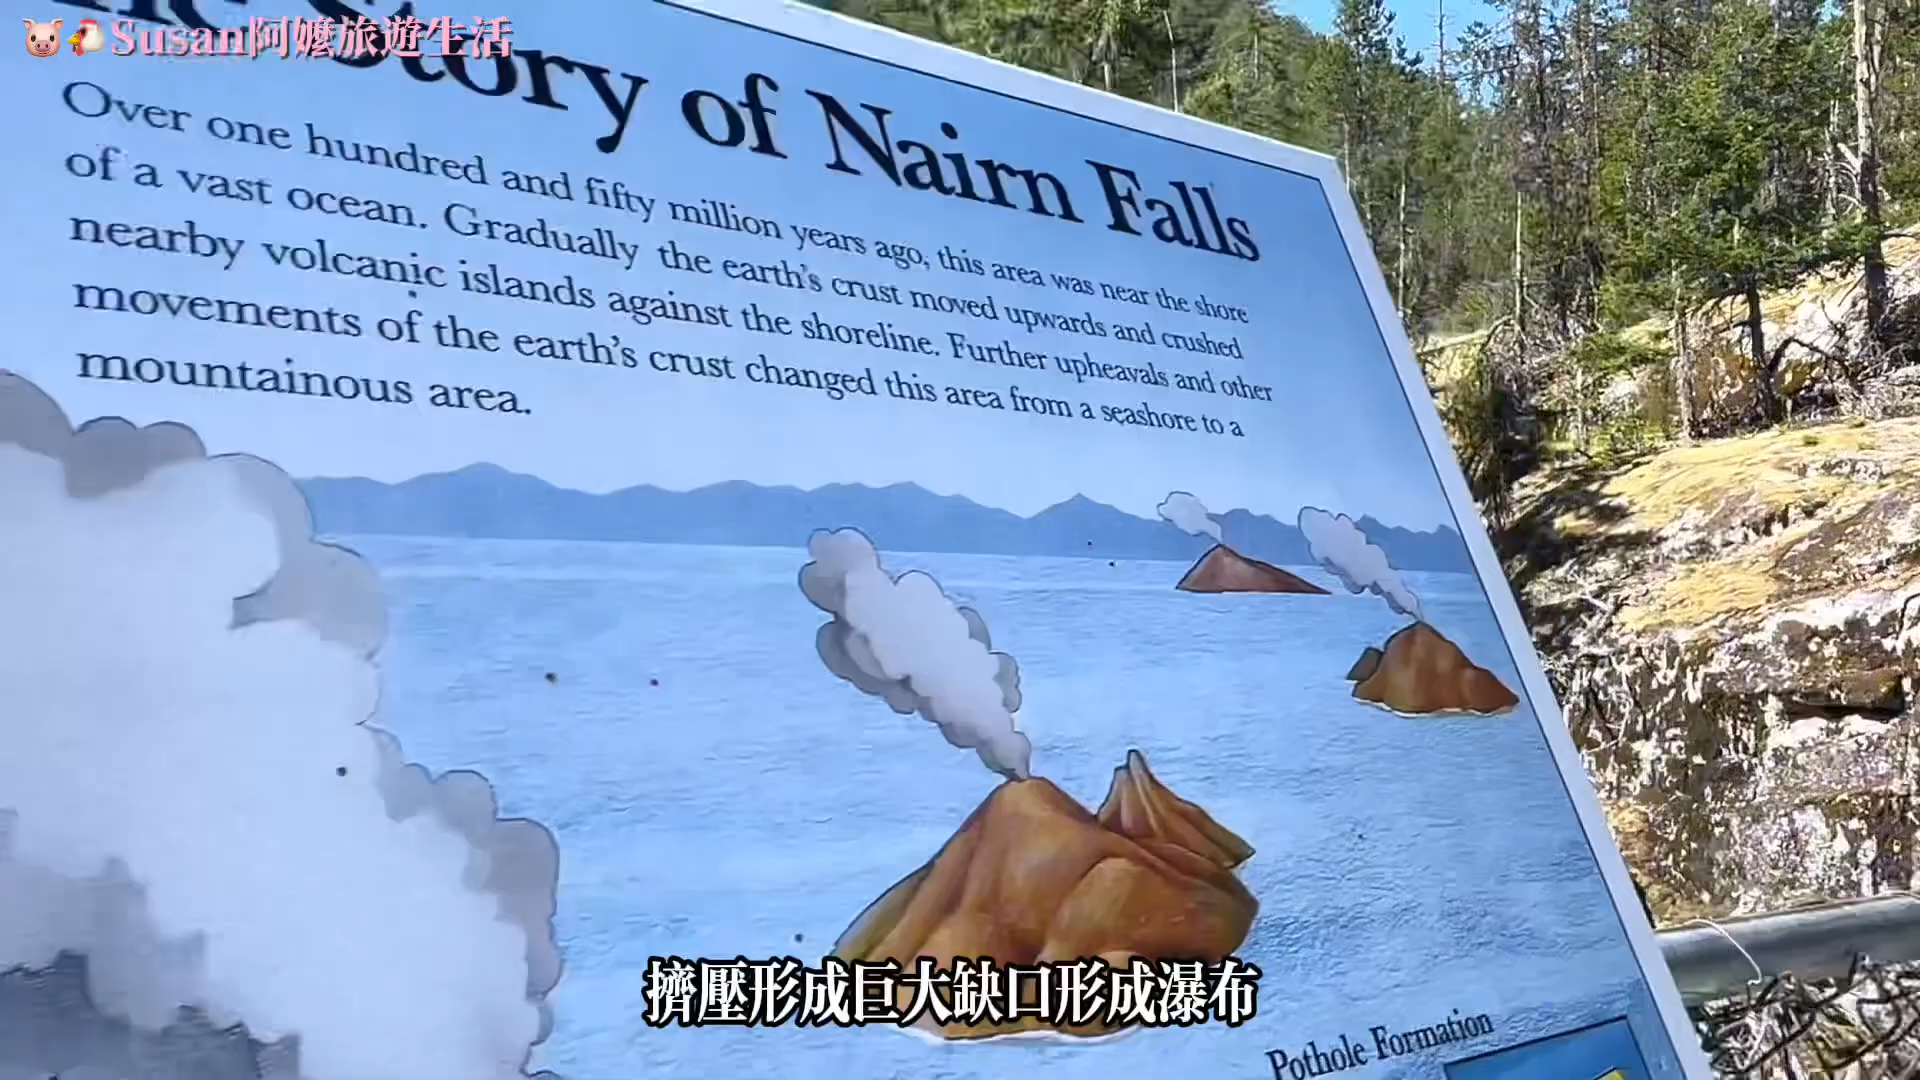 Susan阿嬤旅遊生活
Story of Nairn Falls
Over one hundred and fifty million years ago, this area was near the shore
of a vast ocean. Gradually the earth's crust moved upwards and crushed
nearby volcanic islands against the shoreline. Further upheavals and other
movements of the earth's crust changed this area from a seashore to a
mountainous area.
擠壓形成巨大缺口形成瀑布
Pothole Formation